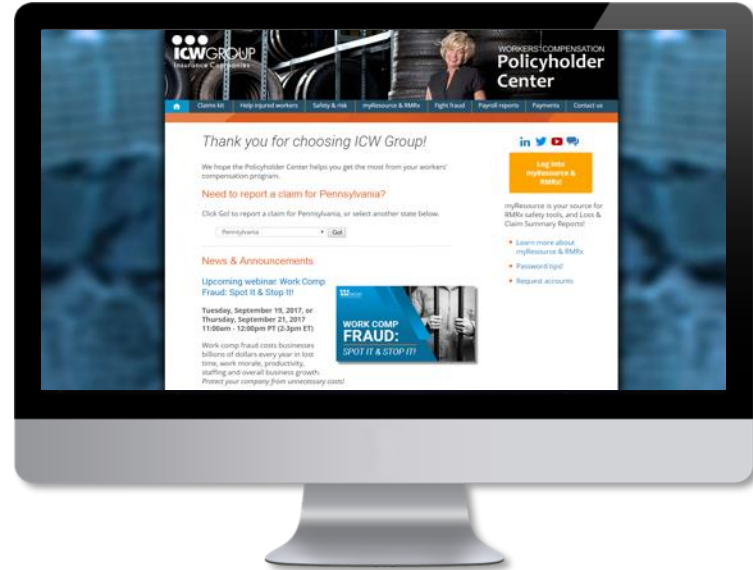 ICWGROUP
Insurance Companies
WORKERS' COMPENSATION
Policyholder
Center
Claims kit
Help injured workers
Safety & risk
myResource & RMRx
Fight fraud
Payroll reports
Payments
Contact us
Thank you for choosing ICW Group!
We hope the Policyholder Center helps you get the most from your workers'
compensation program.
Need to report a claim for Pennsylvania?
Click Go! to report a claim for Pennsylvania, or select another state below.
Pennsylvania
Go!
News & Announcements
Upcoming webinar: Work Comp
Fraud: Spot It & Stop It!
Tuesday, September 19, 2017, or
Thursday, September 21, 2017
11:00am - 12:00pm PT (2-3pm ET)
Work comp fraud costs businesses
billions of dollars every year in lost
time, work morale, productivity,
staffing and overall business growth.
Protect your company from unnecessary costs!
WORK COMP
FRAUD:
SPOT IT & STOP IT!
in
Log into
myResource &
RMRx!
myResource is your source for
RMRx safety tools, and Loss &
Claim Summary Reports!
Learn more about
myResource & RMRx
Password tips!
Request accounts